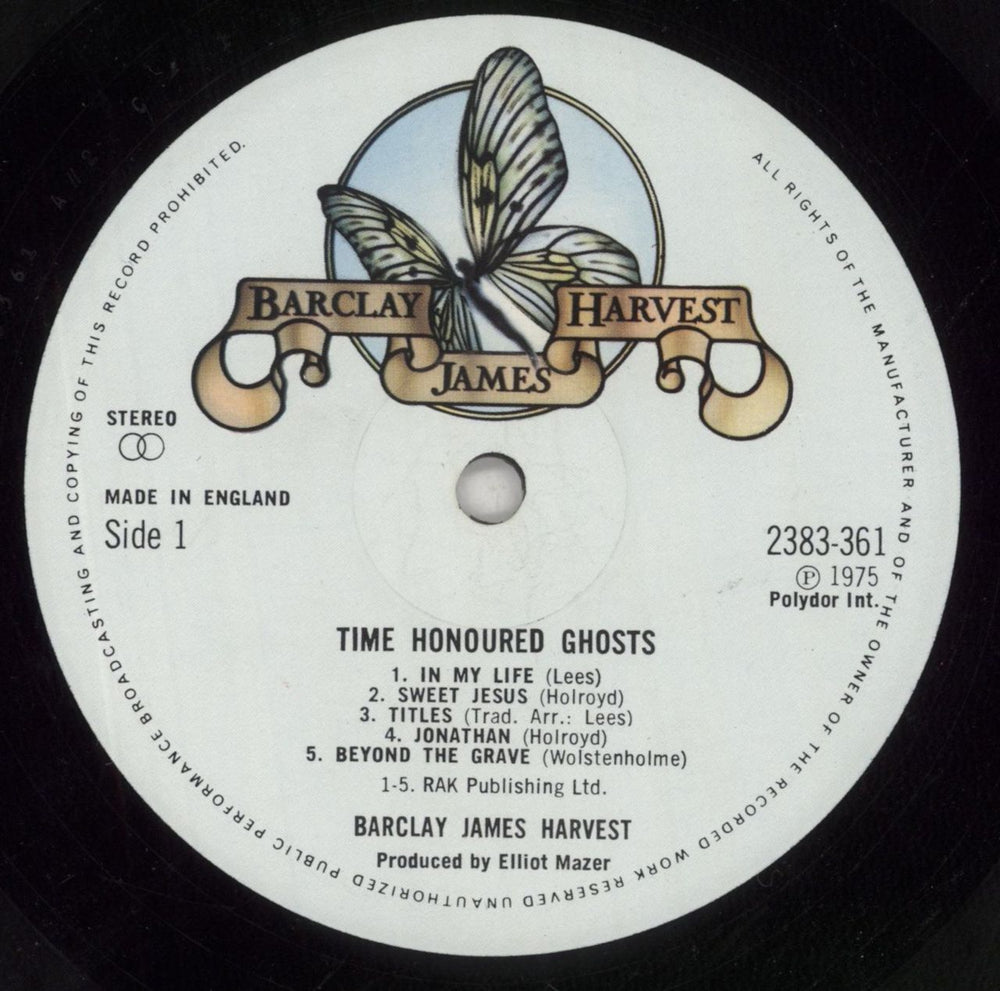 BARCLAY
JAMES
HARVEST
STEREO
MADE IN ENGLAND
Side 1
2383-361
Ⓟ 1975
Polydor Int.
TIME HONOURED GHOSTS
1. IN MY LIFE (Lees)
2. SWEET JESUS (Holroyd)
3. TITLES (Trad. Arr.: Lees)
4. JONATHAN (Holroyd)
5. BEYOND THE GRAVE (Wolstenholme)
1-5. RAK Publishing Ltd.
BARCLAY JAMES HARVEST
Produced by Elliot Mazer
ALL RIGHTS OF THE MANUFACTURER AND OF THE OWNER OF THE RECORDED WORK RESERVED UNAUTHORIZED PUBLIC PERFORMANCE BROADCASTING AND COPYING OF THIS RECORD PROHIBITED.